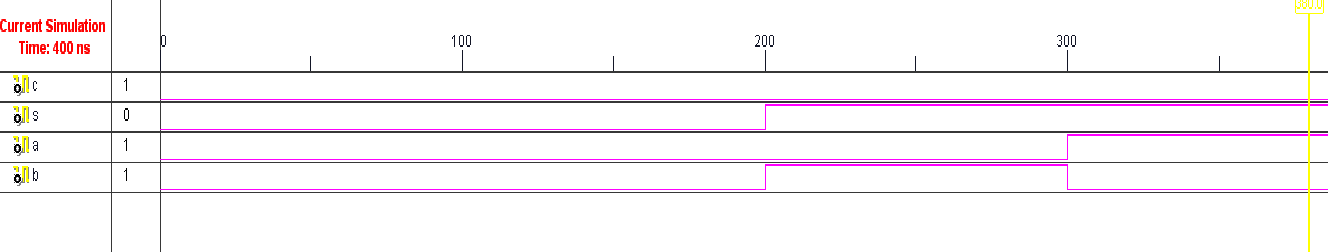 Current Simulation
Time: 400 ns
0 100 200 300
c 1
s 0
a 1
b 1